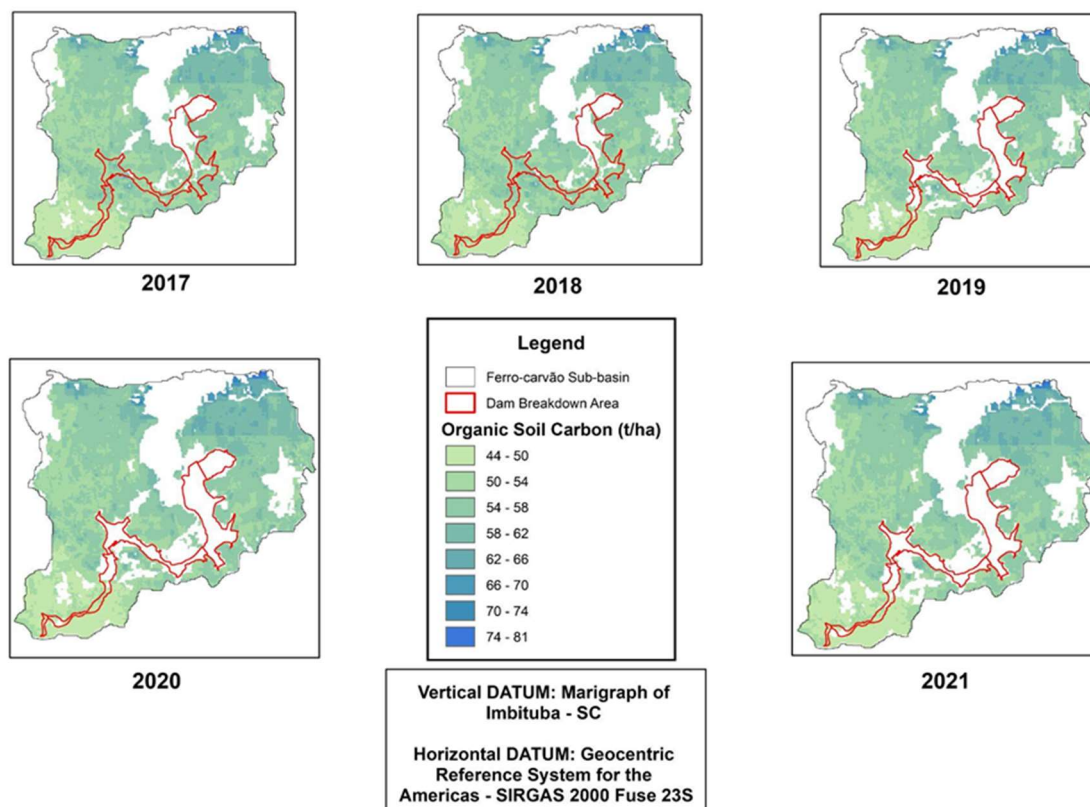 2017
2018
2019
Legend
Ferro-carvão Sub-basin
Dam Breakdown Area
Organic Soil Carbon (t/ha)
44 - 50
50 - 54
54 - 58
58 - 62
62 - 66
66 - 70
70 - 74
74 - 81
2020
2021
Vertical DATUM: Marigraph of
Imbituba - SC
Horizontal DATUM: Geocentric
Reference System for the
Americas - SIRGAS 2000 Fuse 23S